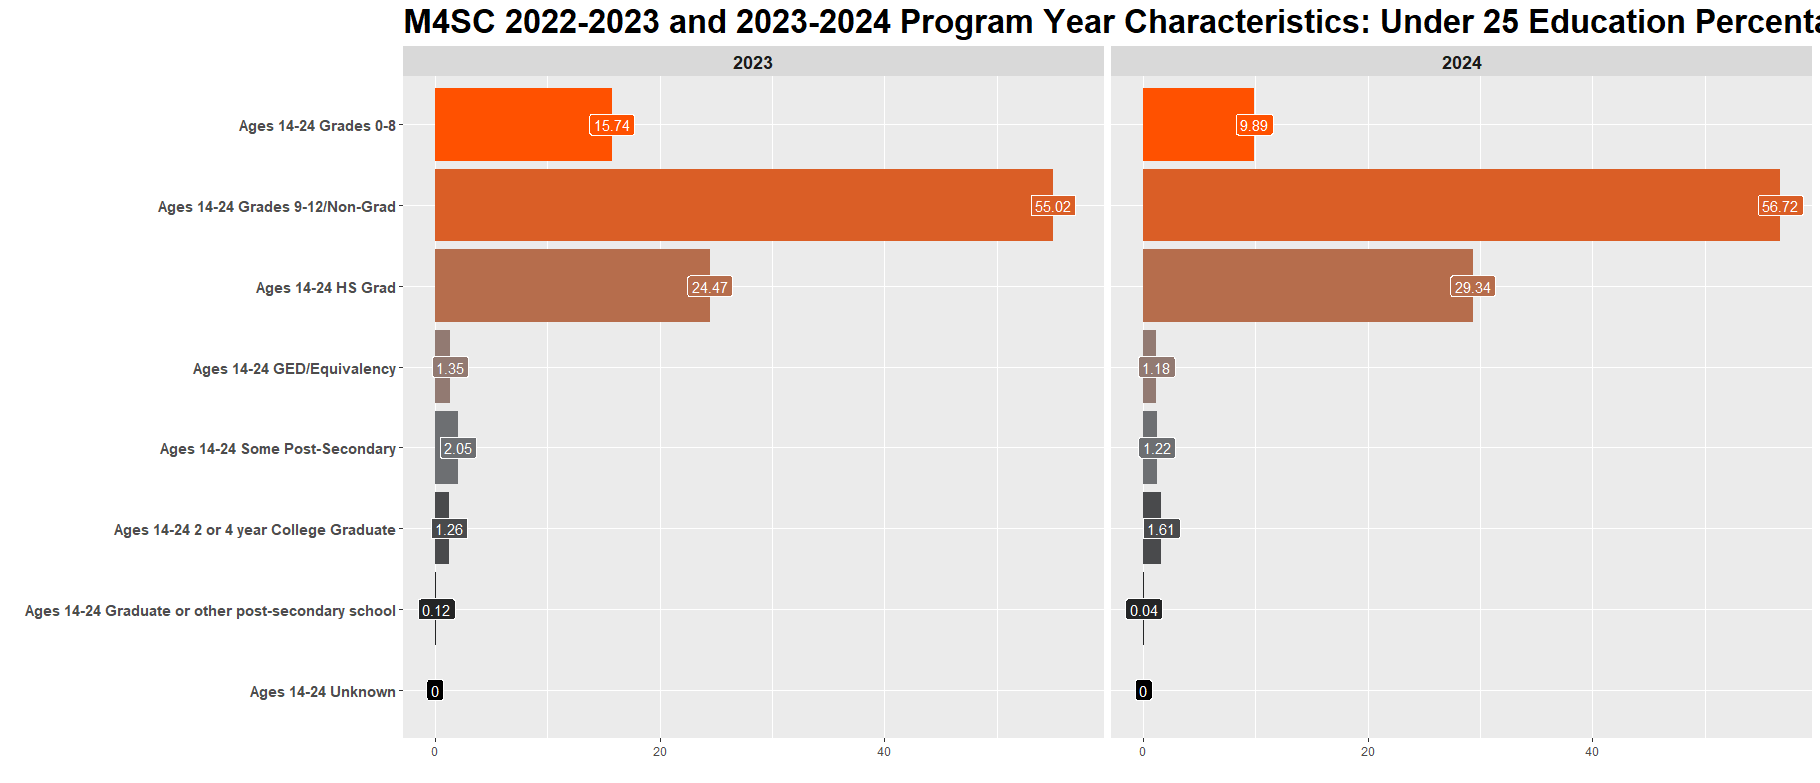 M4SC 2022-2023 and 2023-2024 Program Year Characteristics: Under 25 Education
2023
2024
Ages 14-24 Grades 0-8
15.74
9.89
Ages 14-24 Grades 9-12/Non-Grad
55.02
56.72
Ages 14-24 HS Grad
24.47
29.34
Ages 14-24 GED/Equivalency
1.35
1.18
Ages 14-24 Some Post-Secondary
2.05
1.22
Ages 14-24 2 or 4 year College Graduate
1.26
1.61
Ages 14-24 Graduate or other post-secondary school
0.12
0.04
Ages 14-24 Unknown
0
0
0
20
40
0
20
40